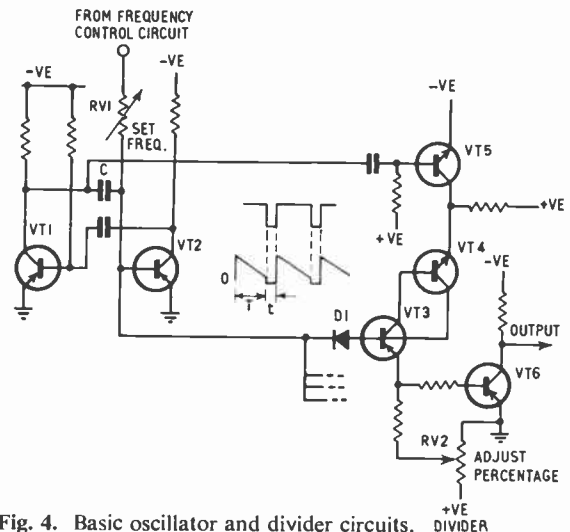 FROM FREQUENCY
CONTROL CIRCUIT
-VE
-VE
RV1
SET
FREQ.
C
VT1
VT2
-VE
VT5
+VE
+VE
VT4
-VE
O
T
t
D1
VT3
OUTPUT
VT6
RV2
ADJUST
PERCENTAGE
+VE
DIVIDER
Fig. 4. Basic oscillator and divider circuits.